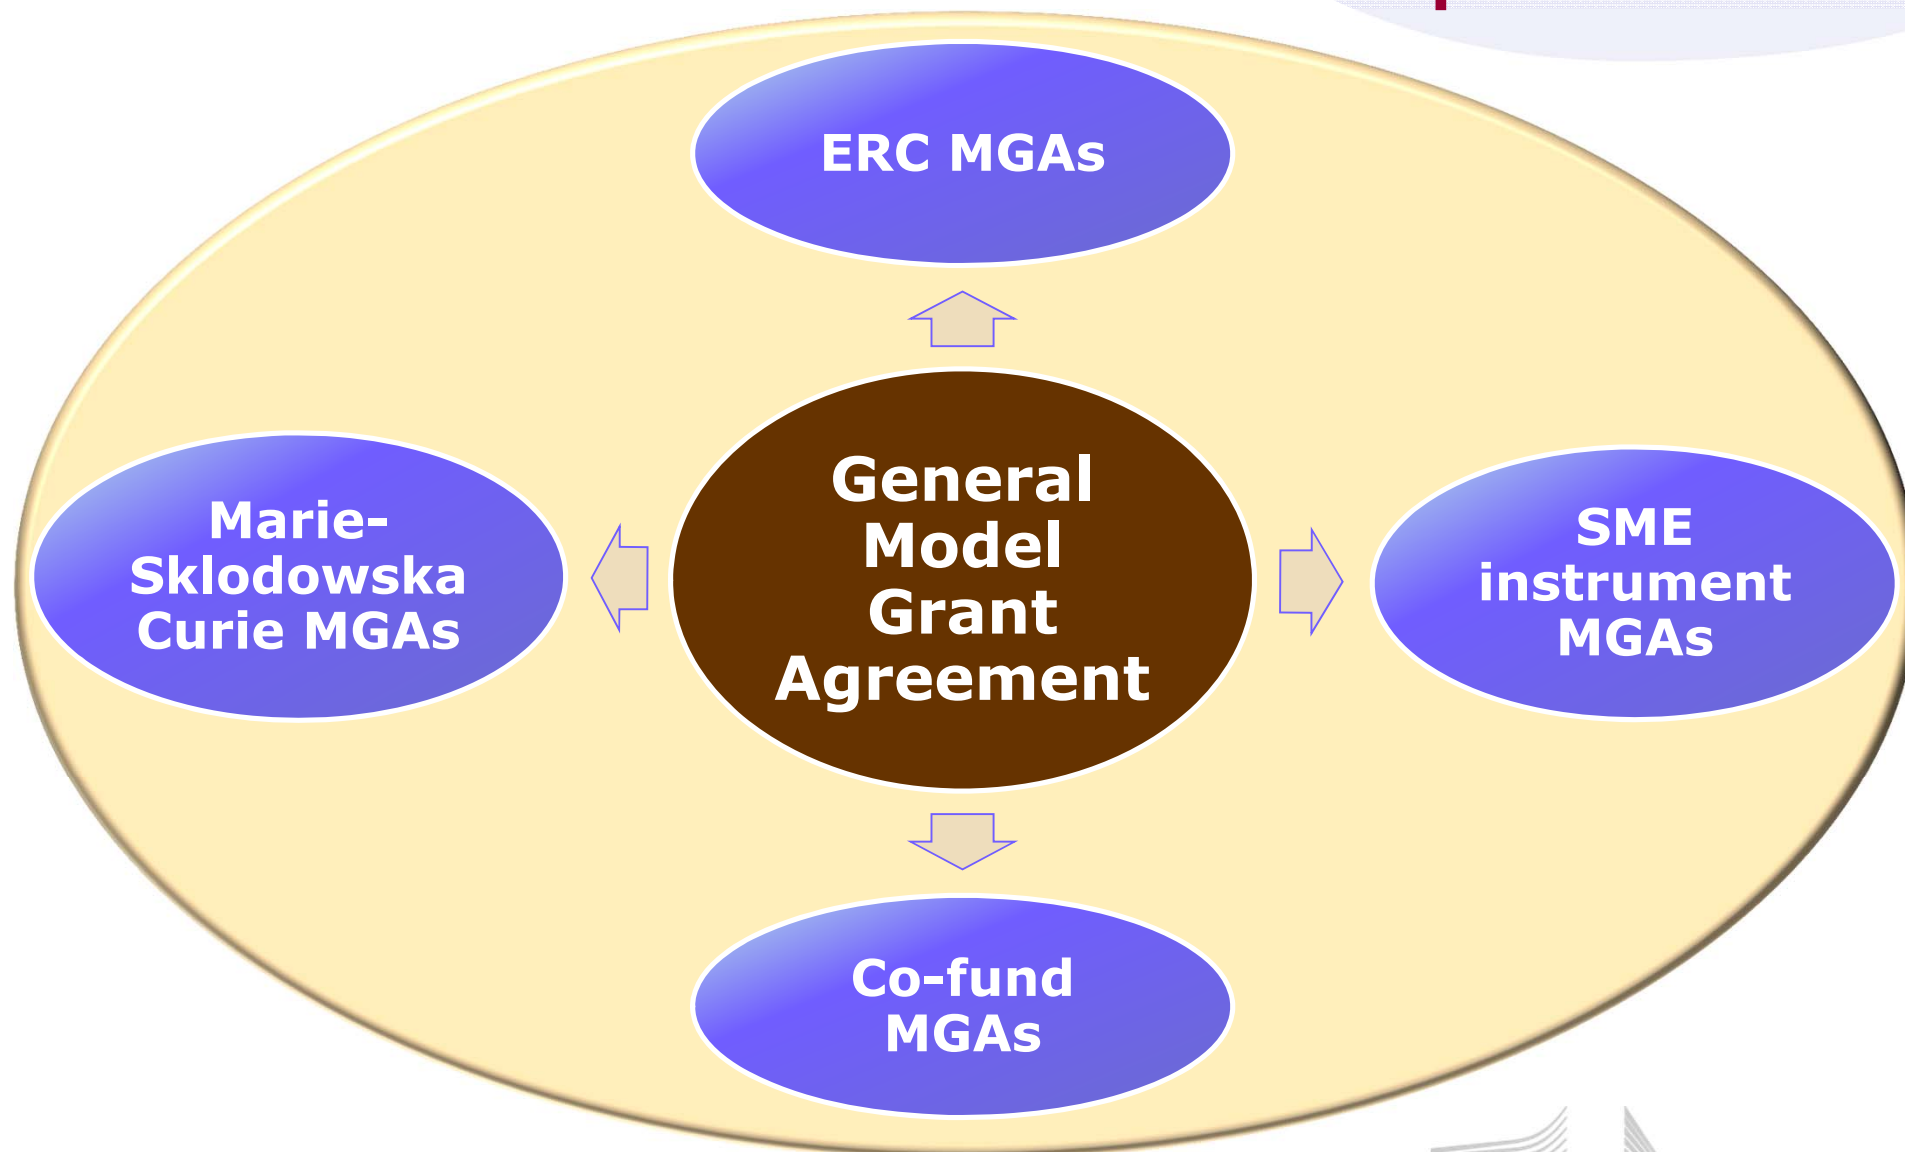 ERC MGAs
General
Model
Grant
Agreement
Marie-
Sklodowska
Curie MGAs
SME
instrument
MGAs
Co-fund
MGAs